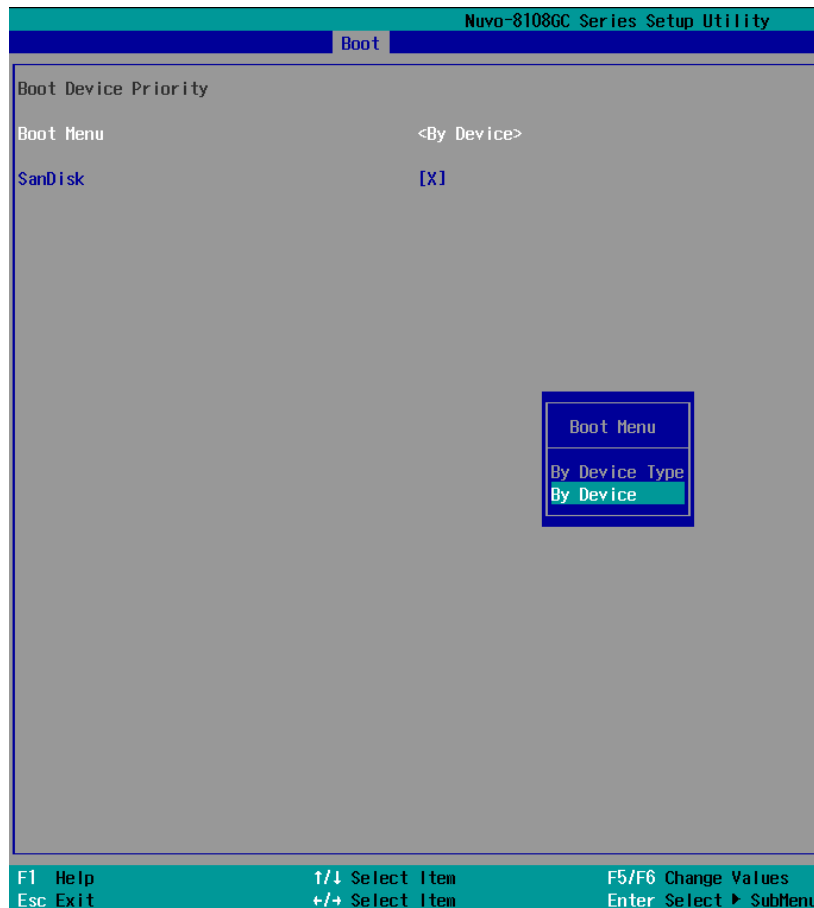 Nuvo-8108GC Series Setup Utility
Boot
Boot Device Priority
Boot Menu <By Device>
SanDisk [X]
Boot Menu
By Device Type
By Device
F1 Help ↑/↓ Select Item F5/F6 Change Values
Esc Exit ←/→ Select Item Enter Select ▶ SubMenu